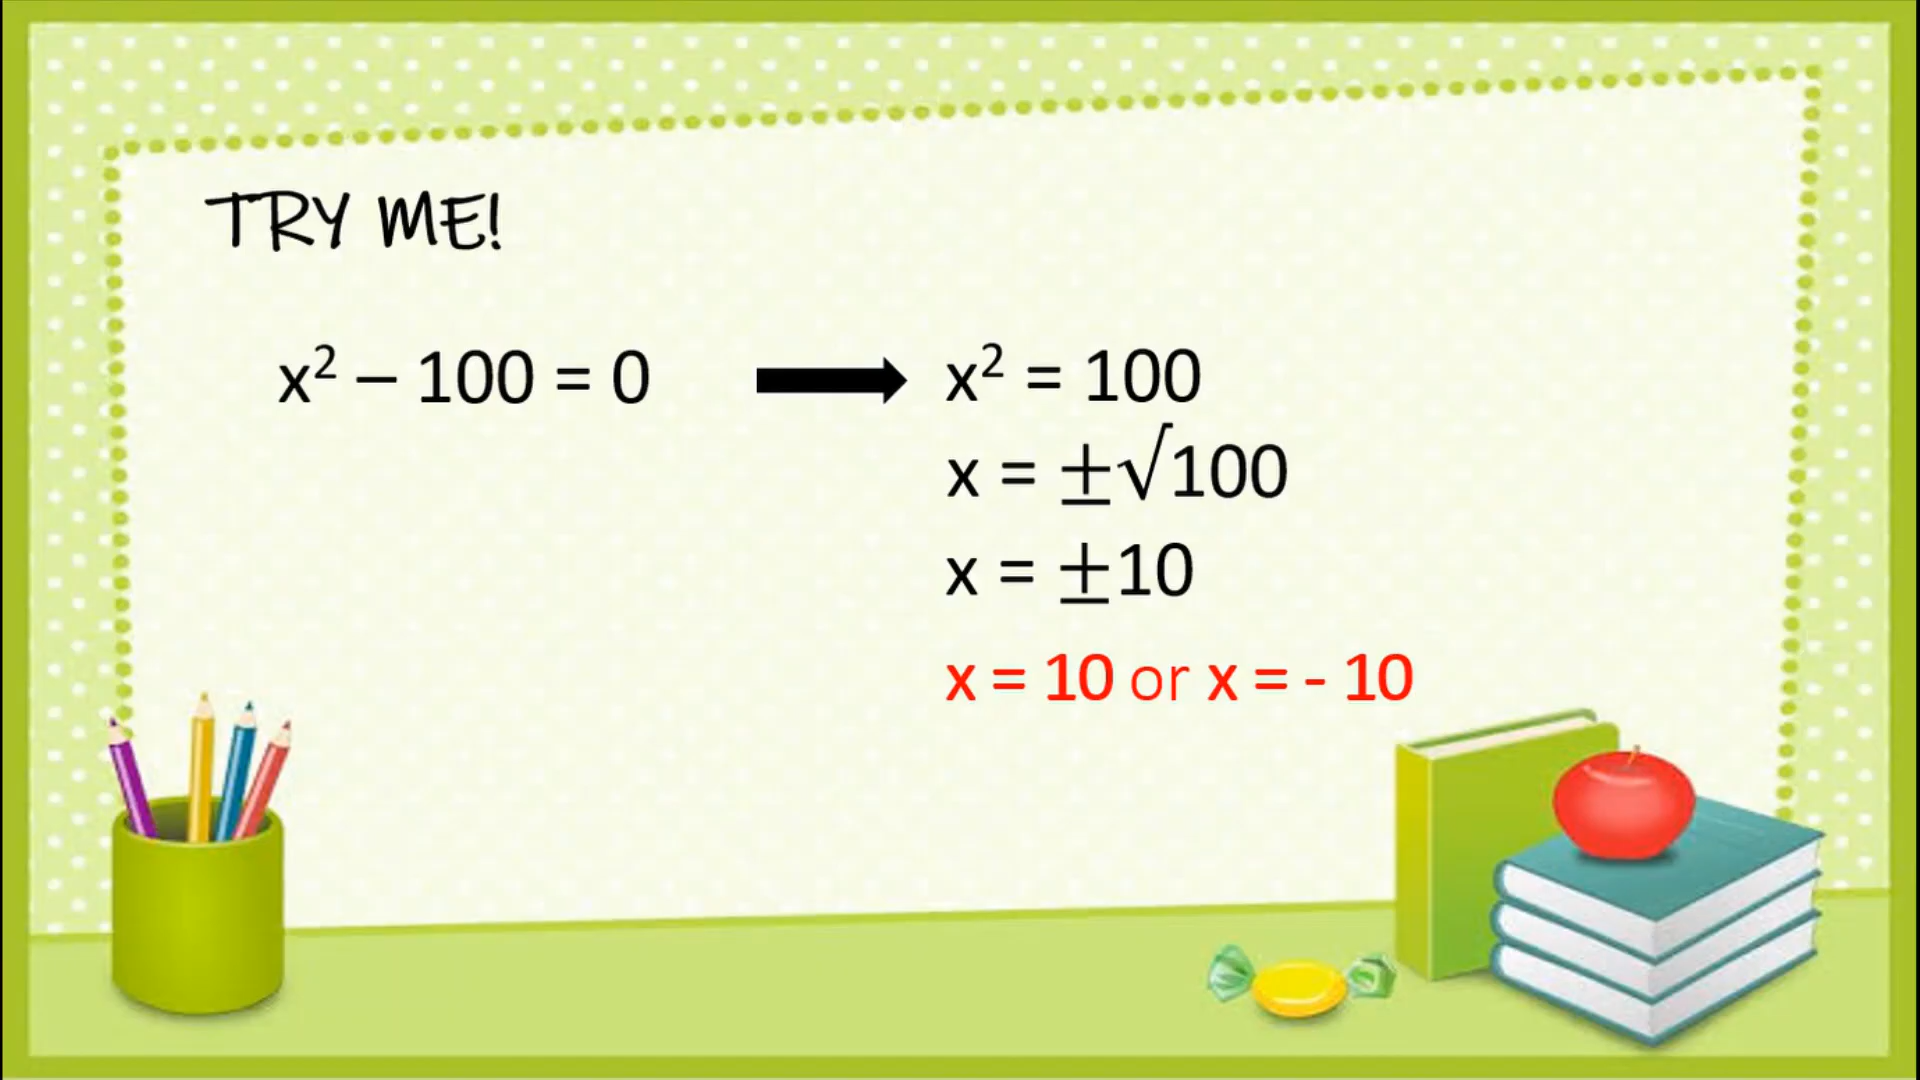 TRY ME!
x² – 100 = 0
x² = 100
x = ±√100
x = ±10
x = 10 or x = - 10